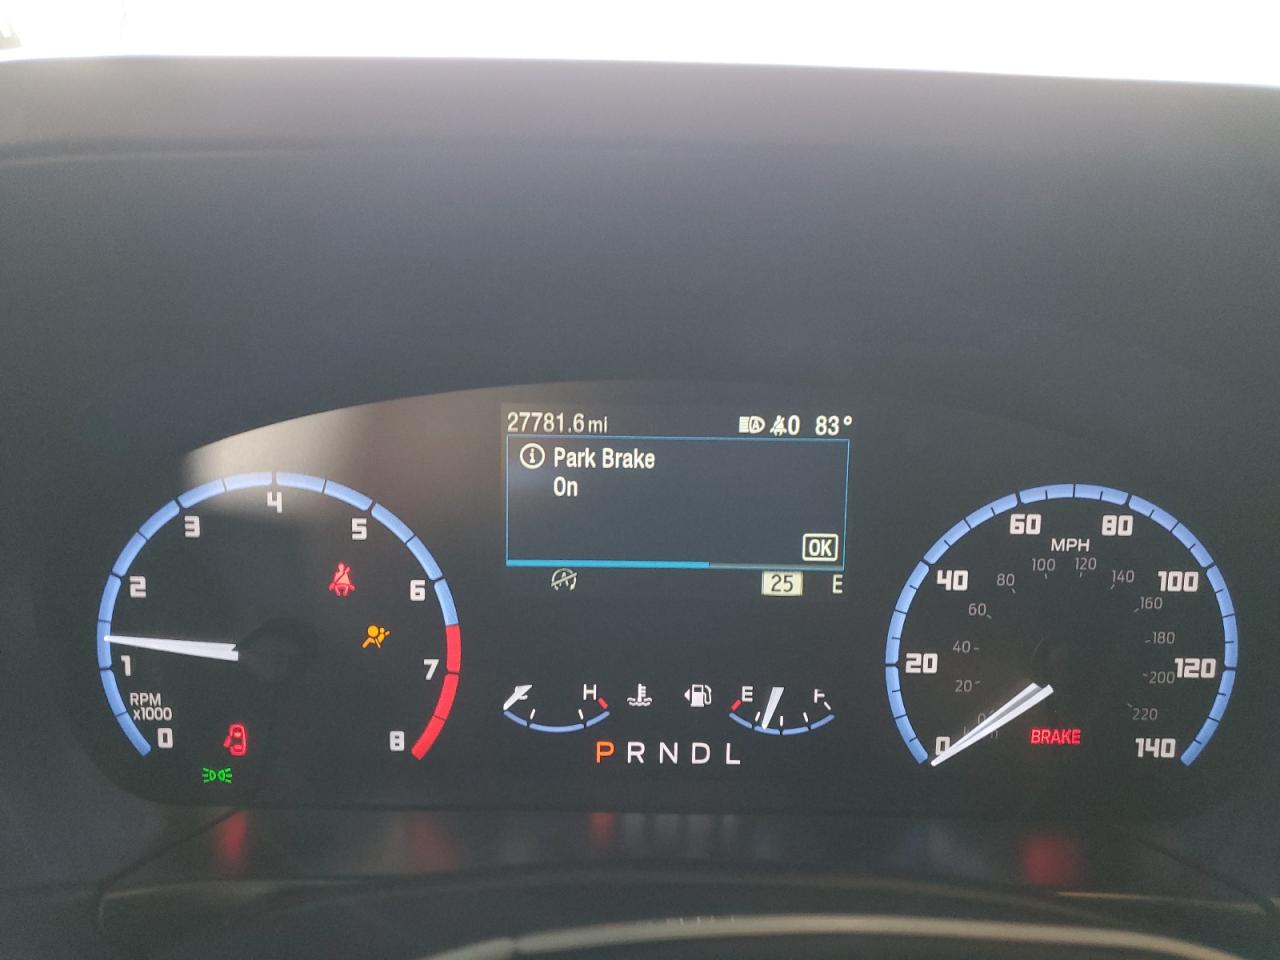 27781.6 mi 0 83°
Park Brake
On
OK
25 E
0 1 2 3 4 5 6 7 8
RPM
x1000
H E F
P R N D L
0 20 40 60 80 100 120 140
MPH
20 40 60 80 100 120 140 160 180 200 220
BRAKE